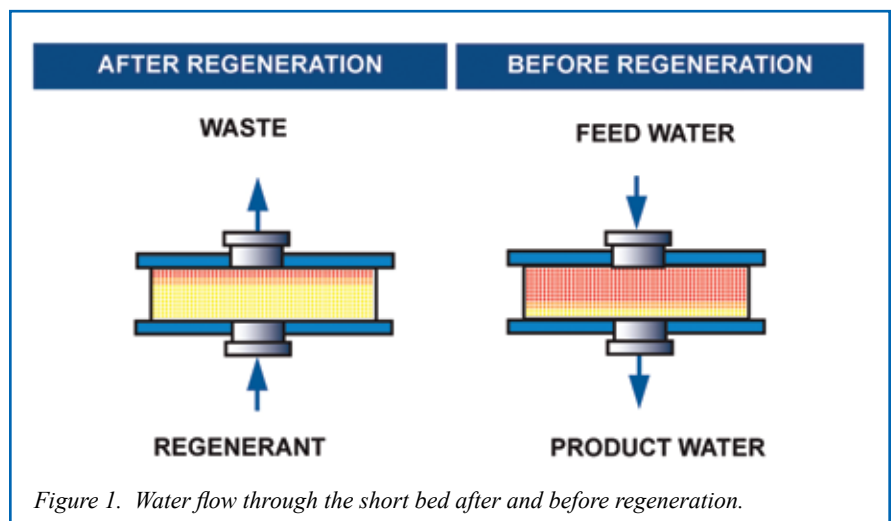 AFTER REGENERATION
WASTE
REGENERANT
BEFORE REGENERATION
FEED WATER
PRODUCT WATER
Figure 1. Water flow through the short bed after and before regeneration.